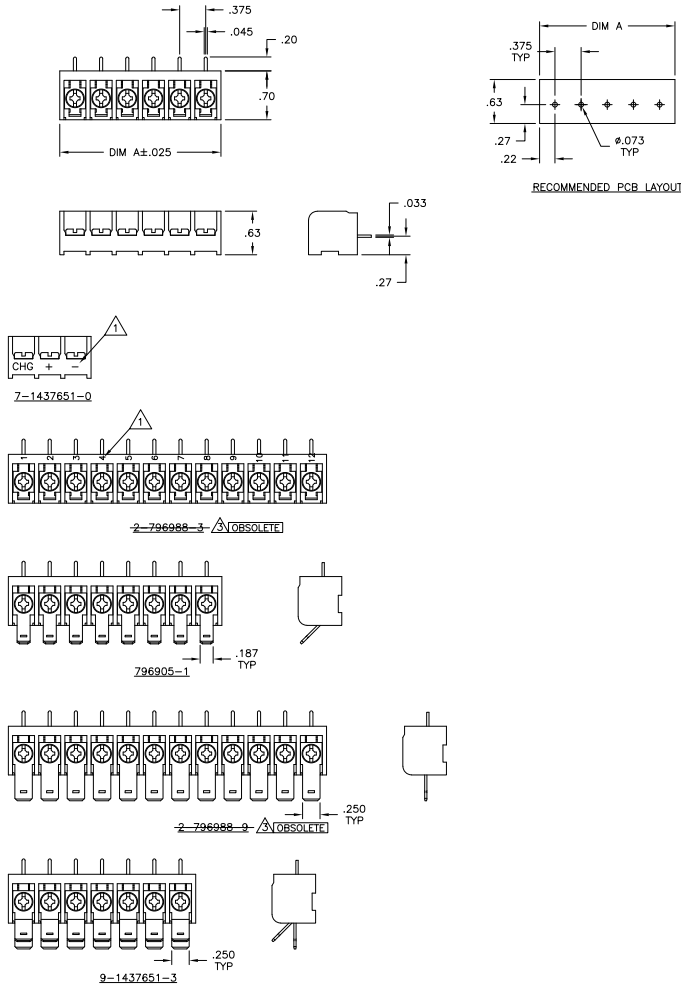 .375
.045
.20
.70
DIM A±.025
DIM A
.375
TYP
.63
.27
.22
ø.073
TYP
RECOMMENDED PCB LAYOUT
.63
.033
.27
1
CHG + −
7-1437651-0
1
1 2 3 4 5 6 7 8 9 10 11 12
2-796988-3 3 OBSOLETE
.187
TYP
796905-1
.250
TYP
2-796988-9 3 OBSOLETE
.250
TYP
9-1437651-3